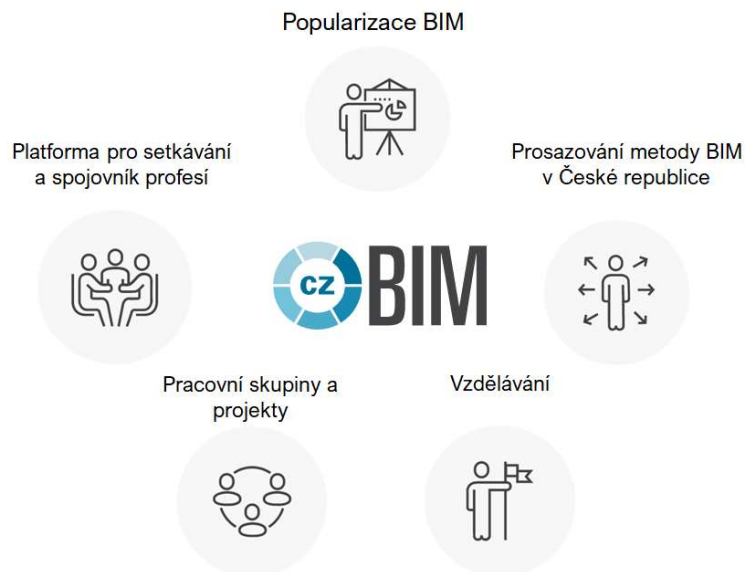 Popularizace BIM
Platforma pro setkávání
a spojovník profesí
Prosazování metody BIM
v České republice
cz BIM
Pracovní skupiny a
projekty
Vzdělávání